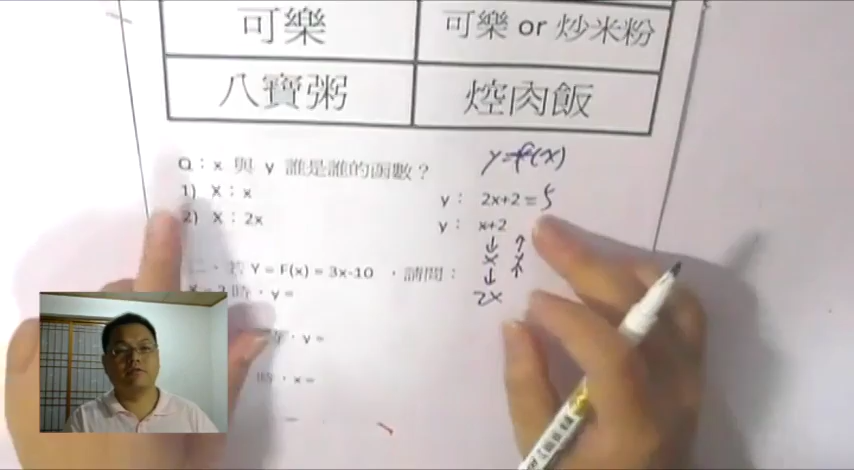 可樂 可樂 or 炒米粉
八寶粥 焢肉飯
y=f(x)
Q：x 與 y 誰是誰的函數？
1) X：x y： 2x+2 = 5
2) X：2x y： x+2
↓ ↑
x x
二、若 Y = F(x) = 3x-10 ，請問： ↓ ↑
時，y= 2x
，y=
時，x=